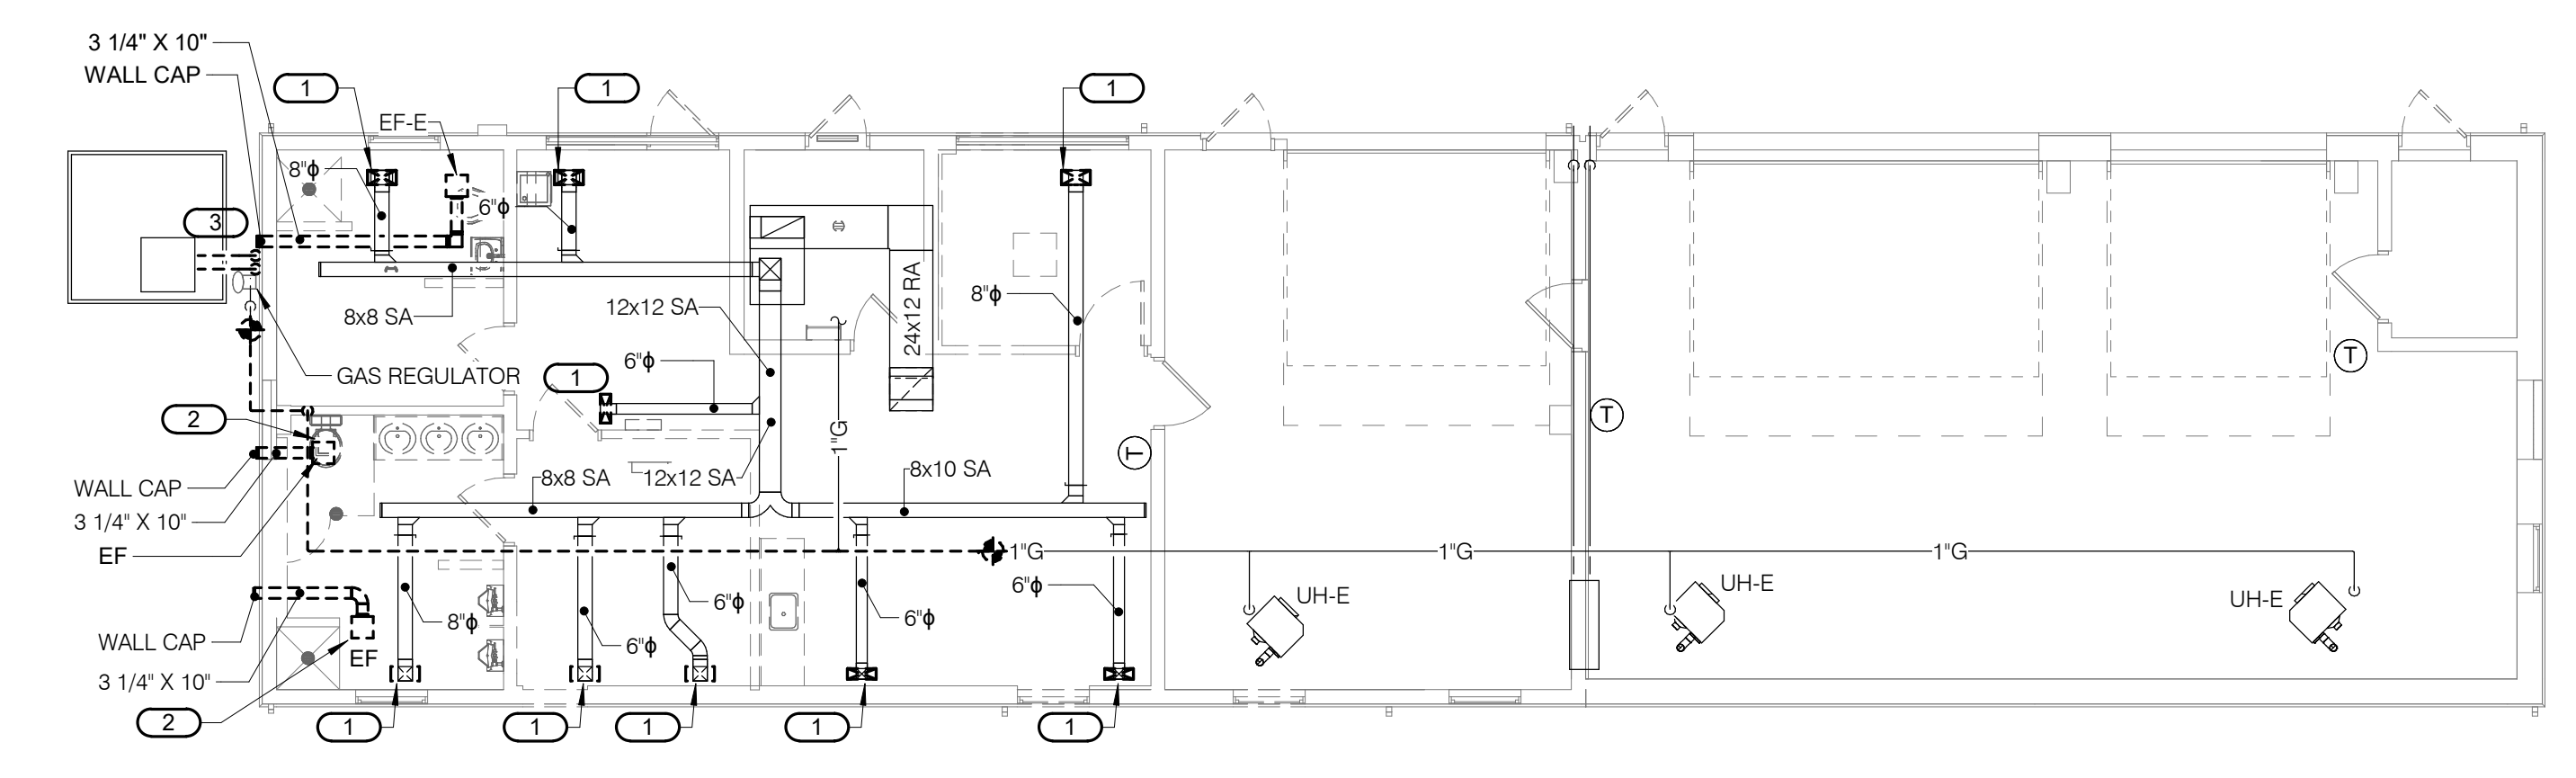 3 1/4" X 10"
WALL CAP
1
1
1
EF-E
8"ϕ
6"ϕ
3
8x8 SA
12x12 SA
24x12 RA
8"ϕ
GAS REGULATOR
6"ϕ
1
T
T
2
1"G
T
WALL CAP
3 1/4" X 10"
EF
8x8 SA
12x12 SA
8x10 SA
1"G
1"G
1"G
UH-E
UH-E
UH-E
6"ϕ
6"ϕ
6"ϕ
8"ϕ
6"ϕ
WALL CAP
3 1/4" X 10"
EF
2
1
1
1
1
1